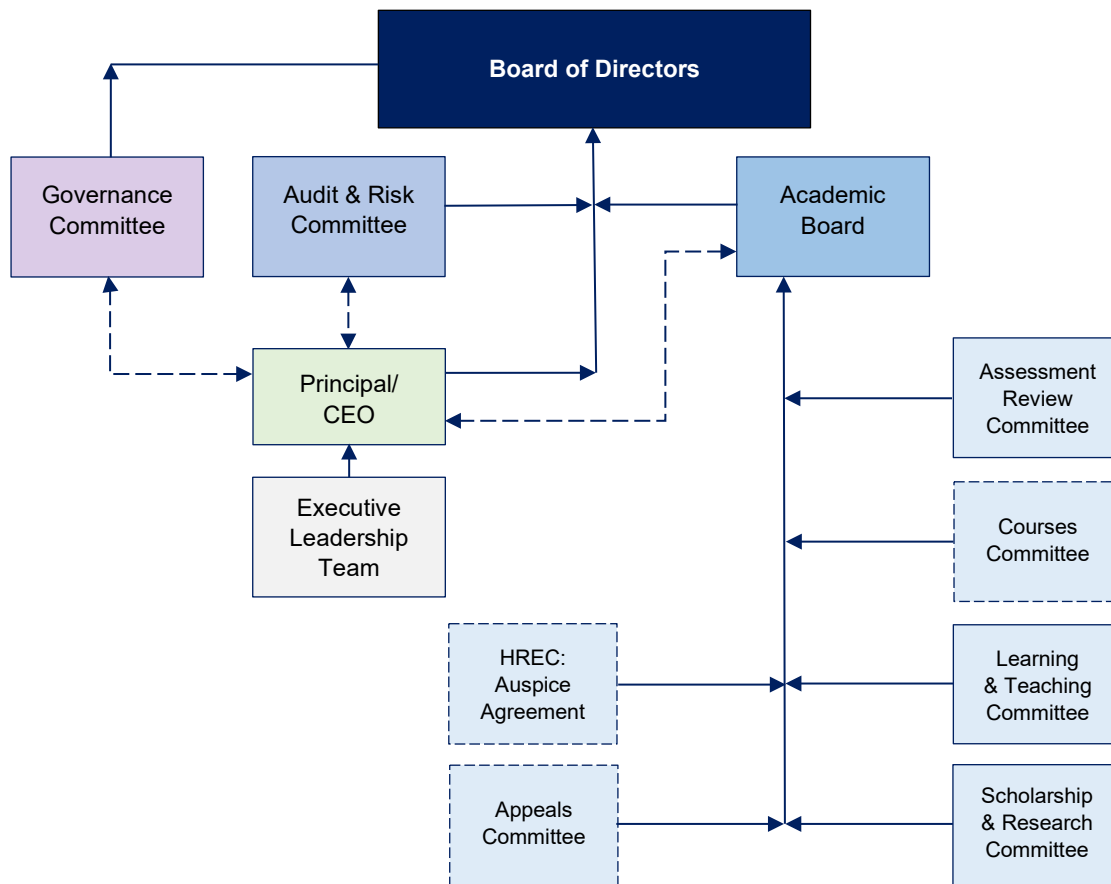 Board of Directors
Governance
Committee
Audit & Risk
Committee
Academic
Board
Principal/
CEO
Assessment
Review
Committee
Executive
Leadership
Team
Courses
Committee
HREC:
Auspice
Agreement
Learning
& Teaching
Committee
Appeals
Committee
Scholarship
& Research
Committee